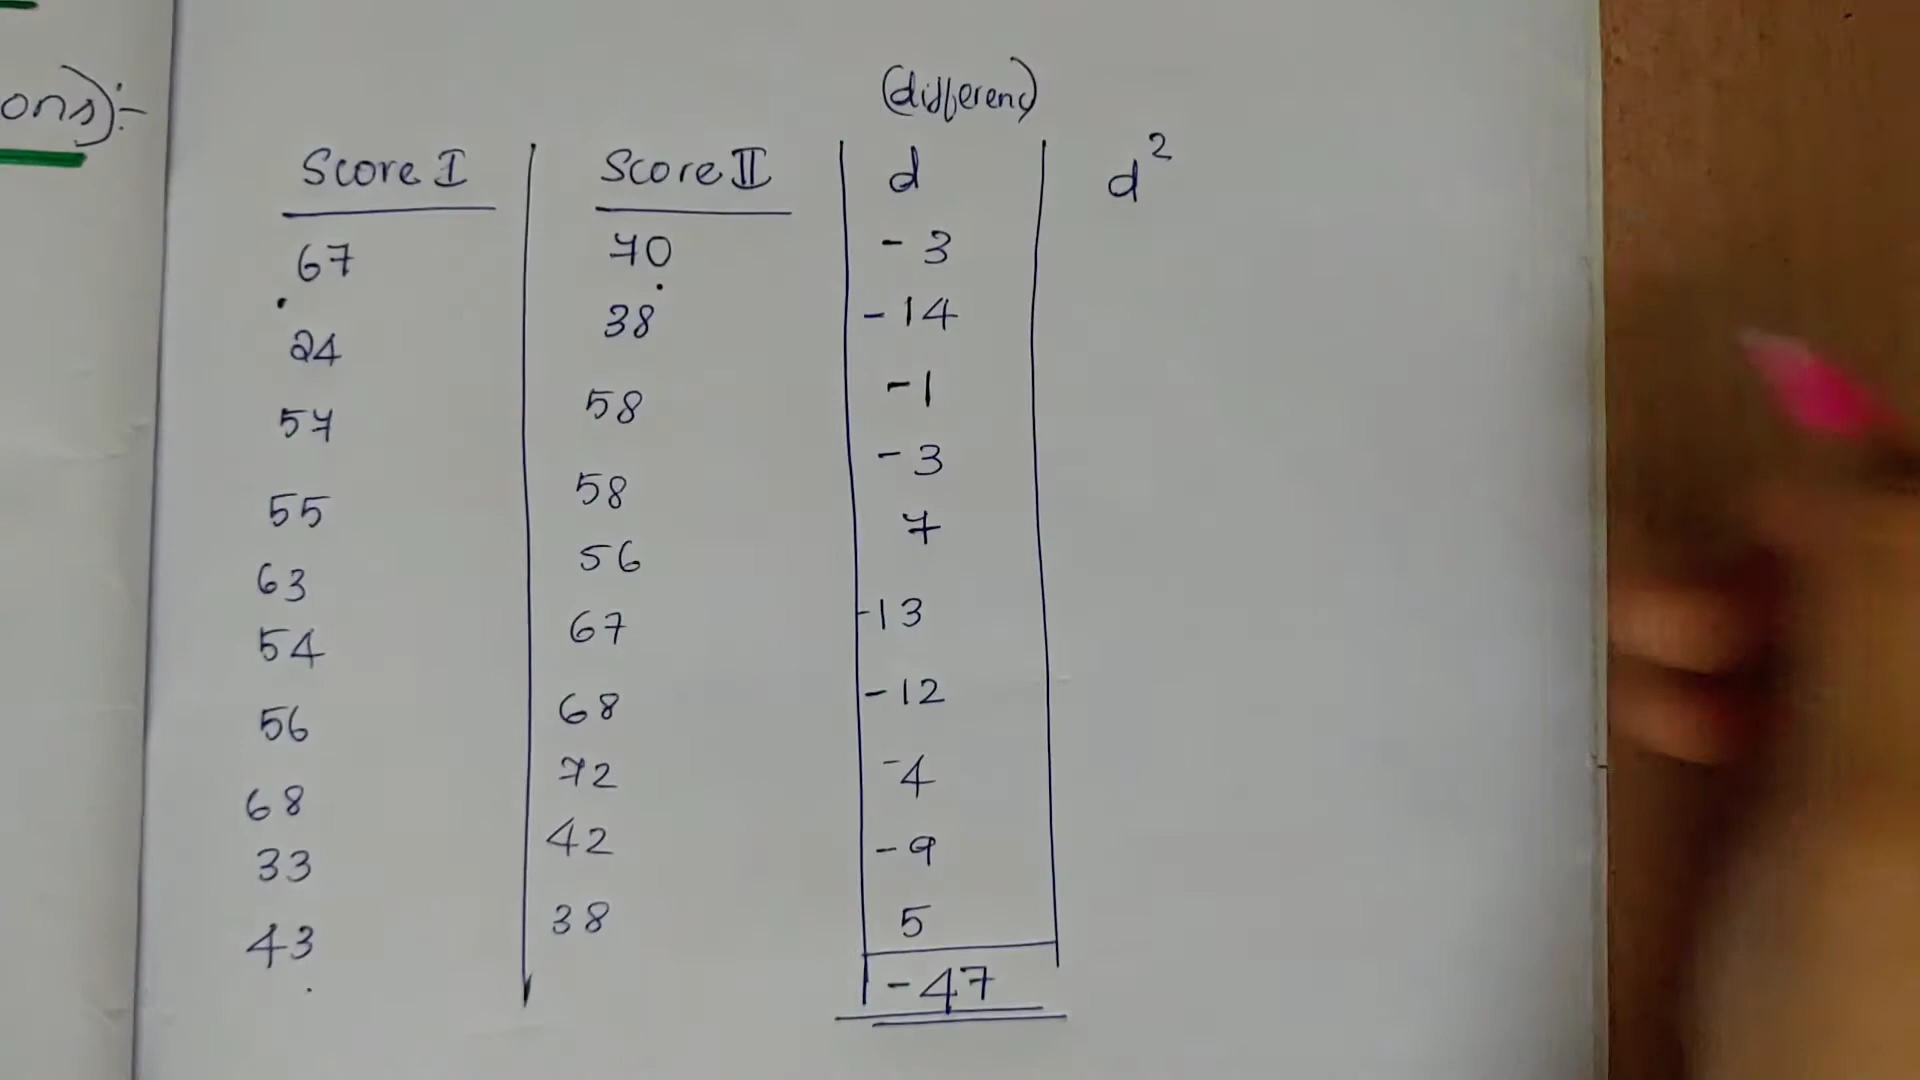 ons):-
(differenc)
Score I Score II d d²
67 70 -3
24 38 -14
57 58 -1
55 58 -3
63 56 7
54 67 -13
56 68 -12
68 72 -4
33 42 -9
43 38 5
-47